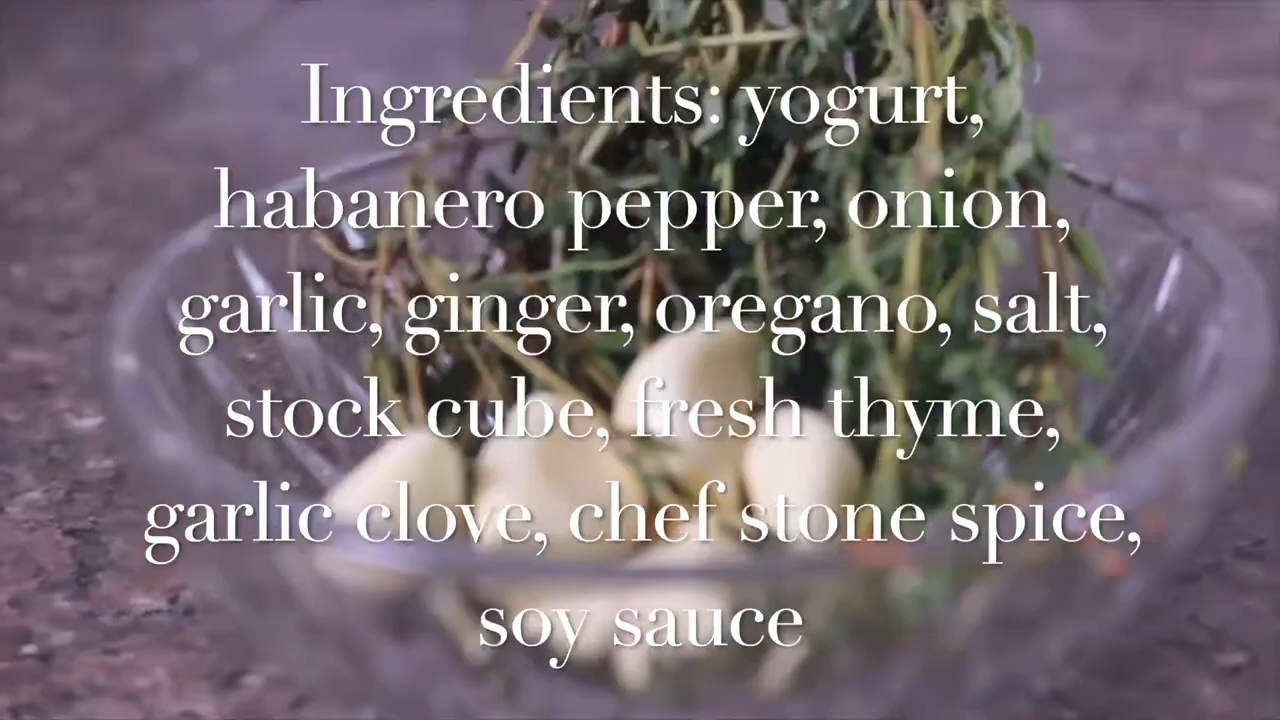 Ingredients: yogurt,
habanero pepper, onion,
garlic, ginger, oregano, salt,
stock cube, fresh thyme,
garlic clove, chef stone spice,
soy sauce